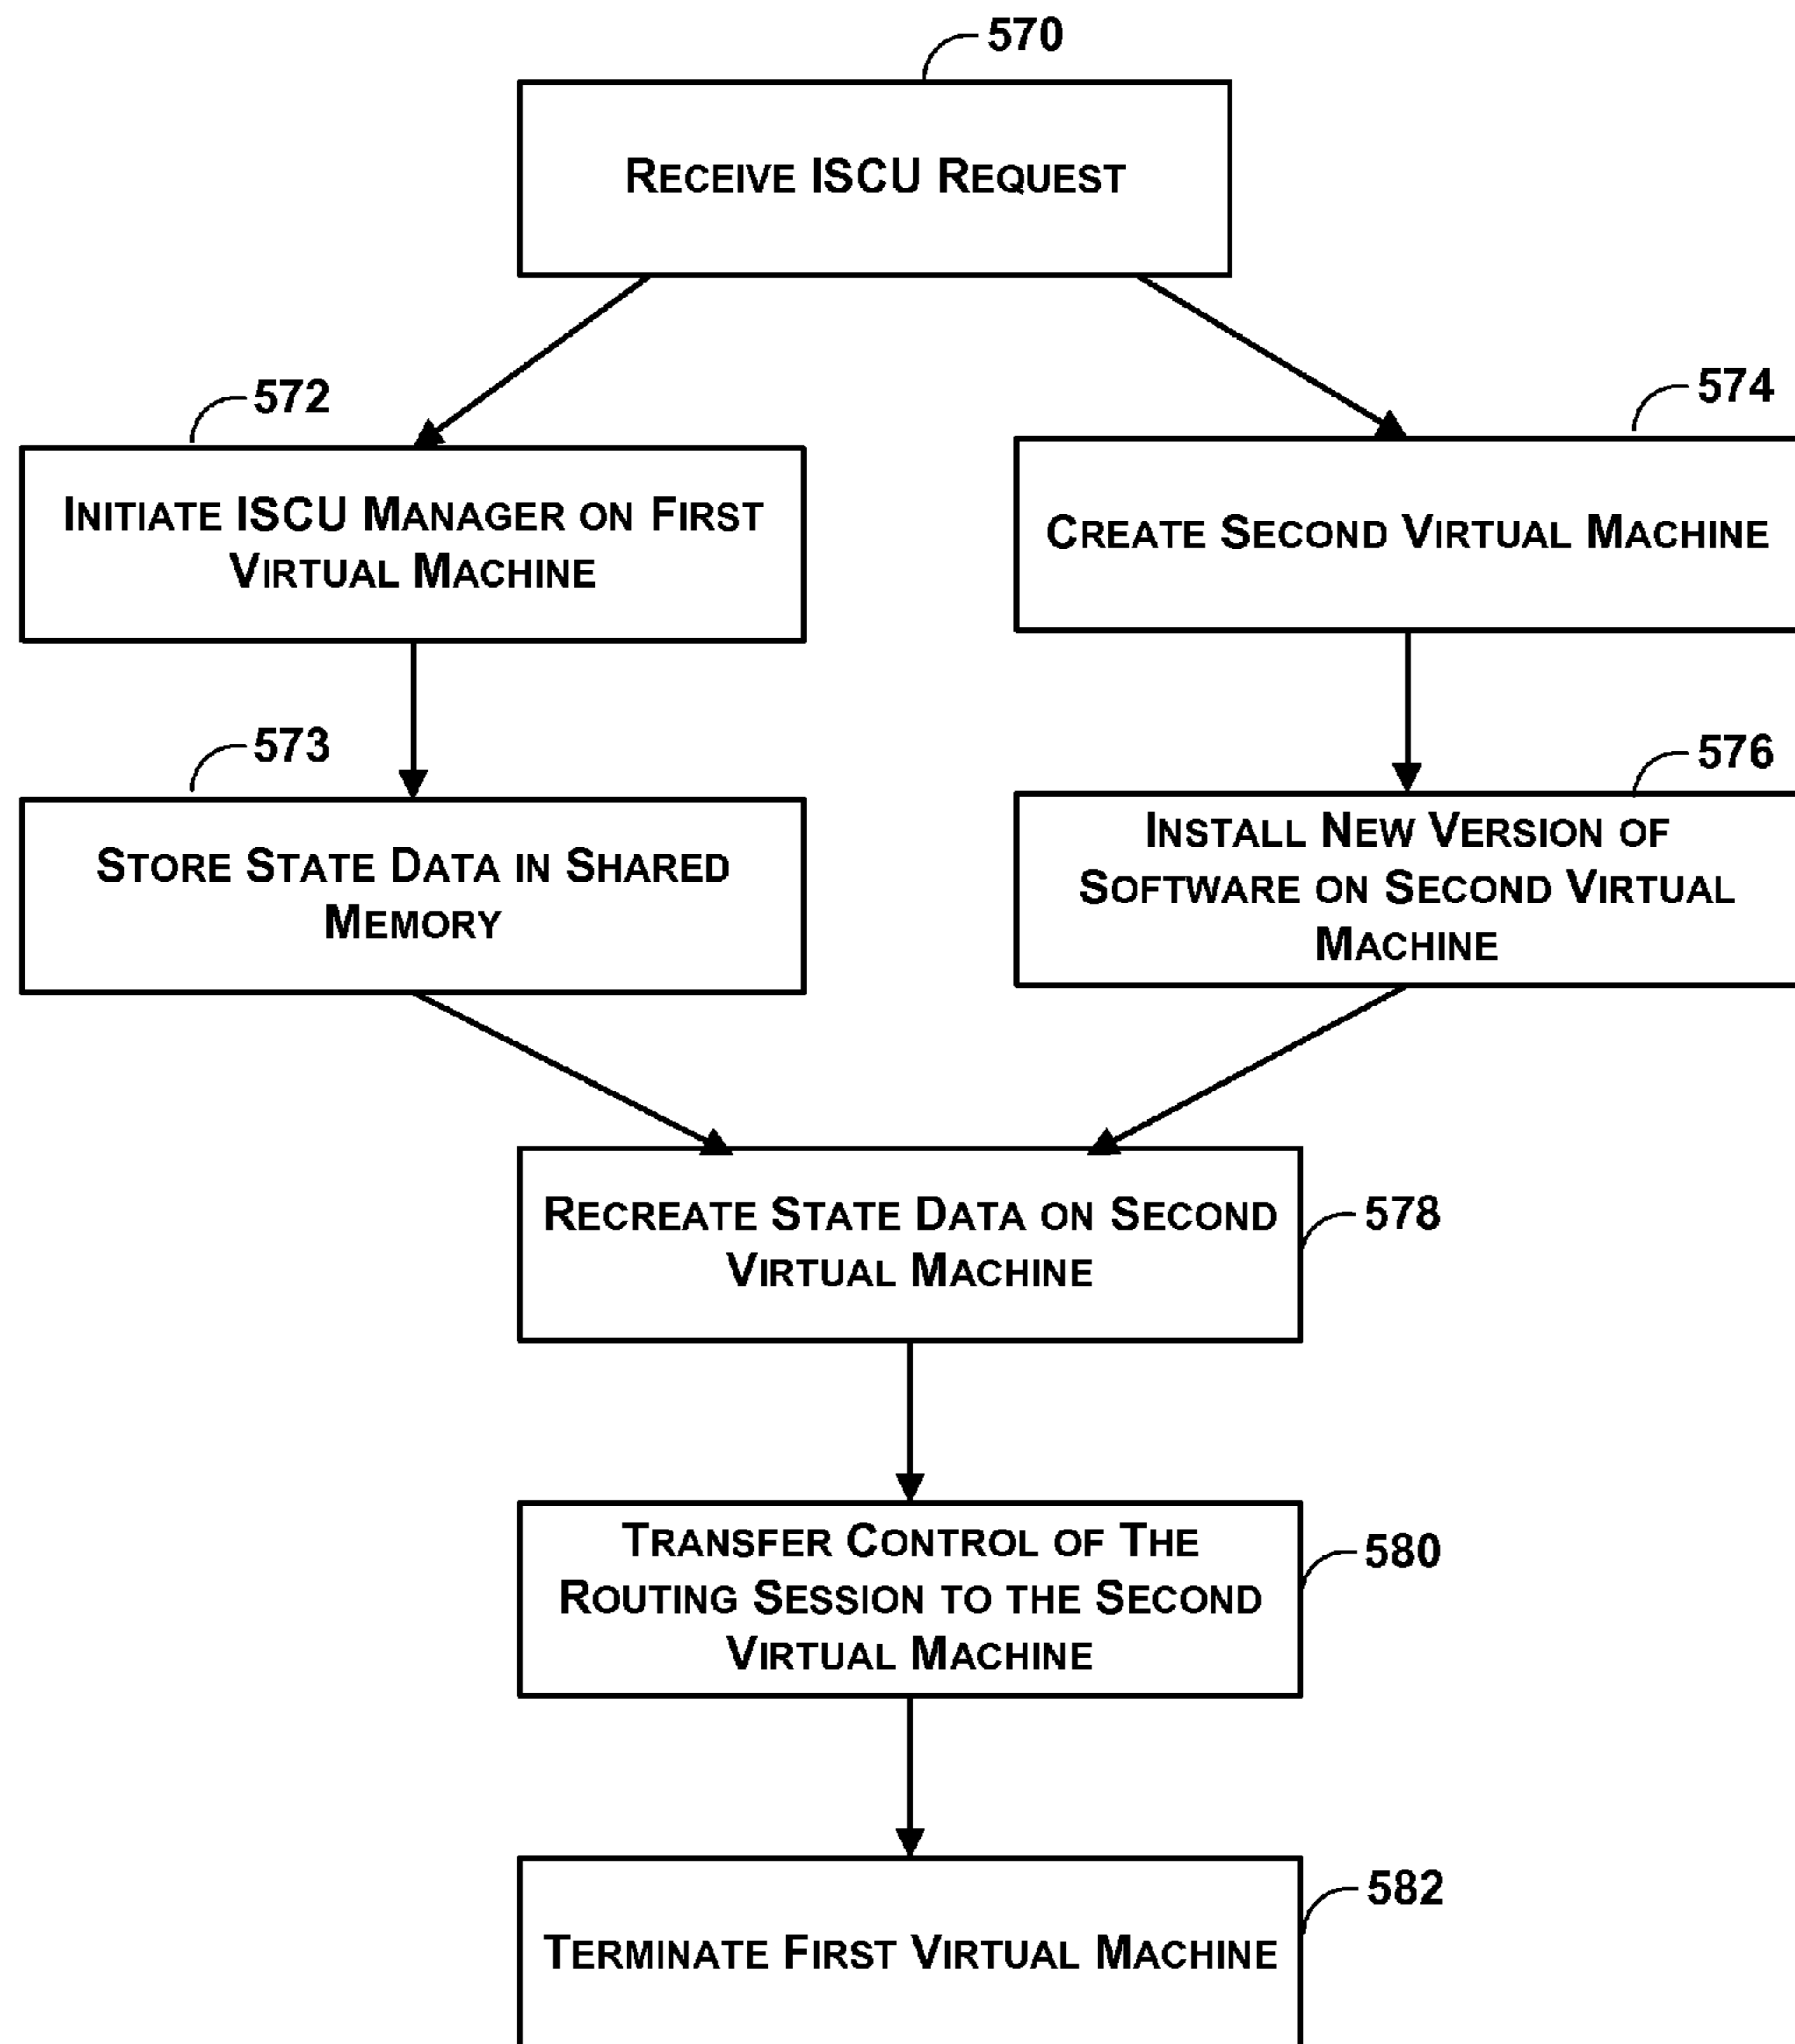 570
RECEIVE ISCU REQUEST
572
INITIATE ISCU MANAGER ON FIRST
VIRTUAL MACHINE
574
CREATE SECOND VIRTUAL MACHINE
573
STORE STATE DATA IN SHARED
MEMORY
576
INSTALL NEW VERSION OF
SOFTWARE ON SECOND VIRTUAL
MACHINE
RECREATE STATE DATA ON SECOND
VIRTUAL MACHINE
578
TRANSFER CONTROL OF THE
ROUTING SESSION TO THE SECOND
VIRTUAL MACHINE
580
TERMINATE FIRST VIRTUAL MACHINE
582